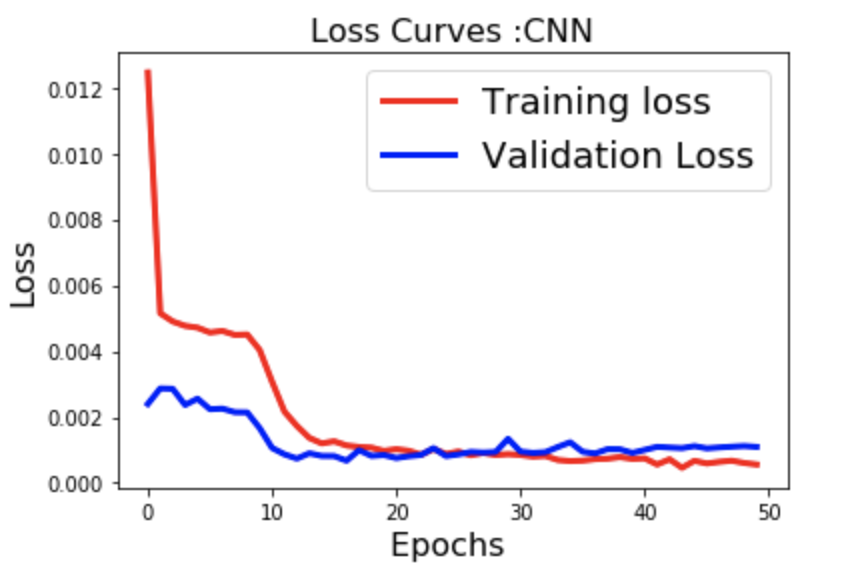 Loss Curves :CNN
Training loss
Validation Loss
0.012
0.010
0.008
0.006
0.004
0.002
0.000
Loss
0 10 20 30 40 50
Epochs